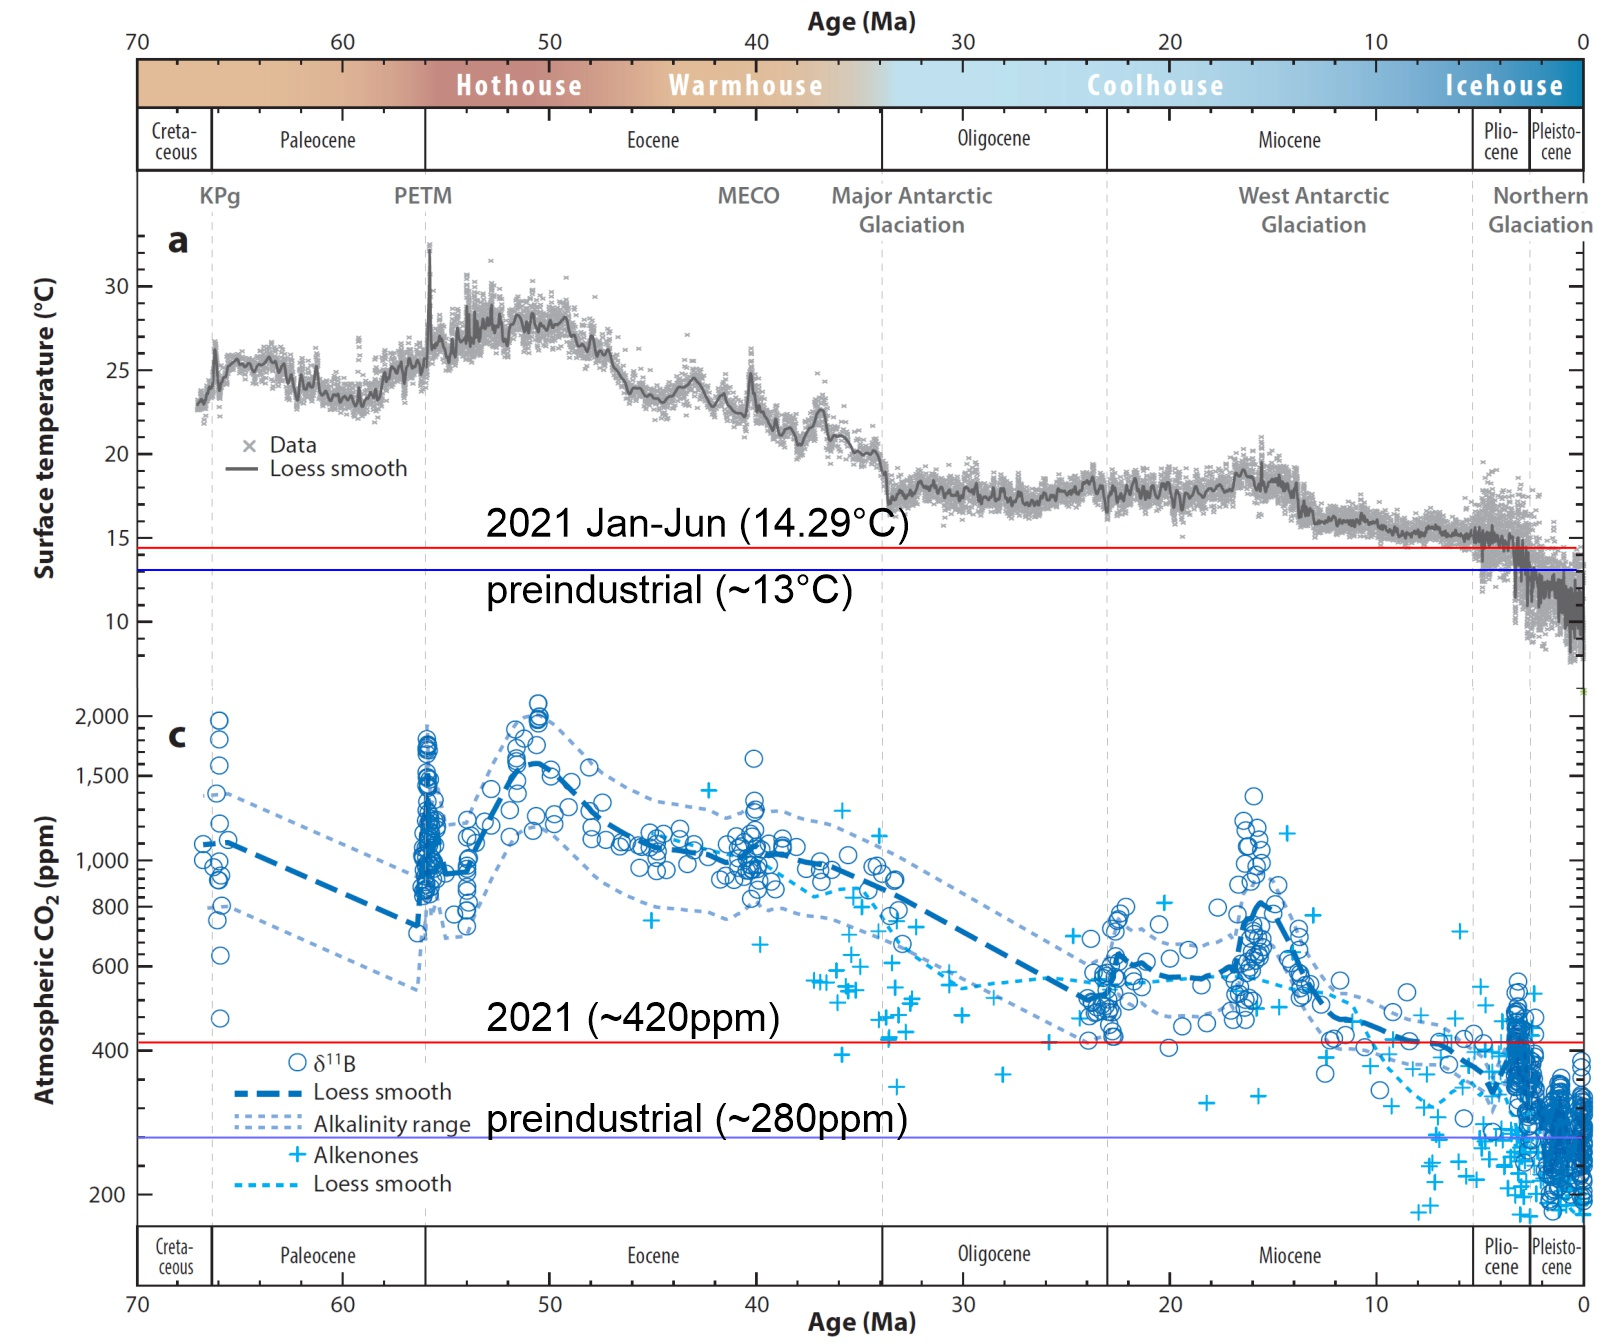 Age (Ma)
70 60 50 40 30 20 10 0
Hothouse Warmhouse Coolhouse Icehouse
Creta-
ceous
Paleocene
Eocene
Oligocene
Miocene
Plio-
cene
Pleisto-
cene
KPg
PETM
MECO
Major Antarctic
Glaciation
West Antarctic
Glaciation
Northern
Glaciation
a
Surface temperature (°C)
30
25
20
15
10
Data
Loess smooth
2021 Jan-Jun (14.29°C)
preindustrial (~13°C)
c
Atmospheric CO2 (ppm)
2,000
1,500
1,000
800
600
400
200
2021 (~420ppm)
δ¹¹B
Loess smooth
Alkalinity range
Alkenones
Loess smooth
preindustrial (~280ppm)
Creta-
ceous
Paleocene
Eocene
Oligocene
Miocene
Plio-
cene
Pleisto-
cene
70 60 50 40 30 20 10 0
Age (Ma)